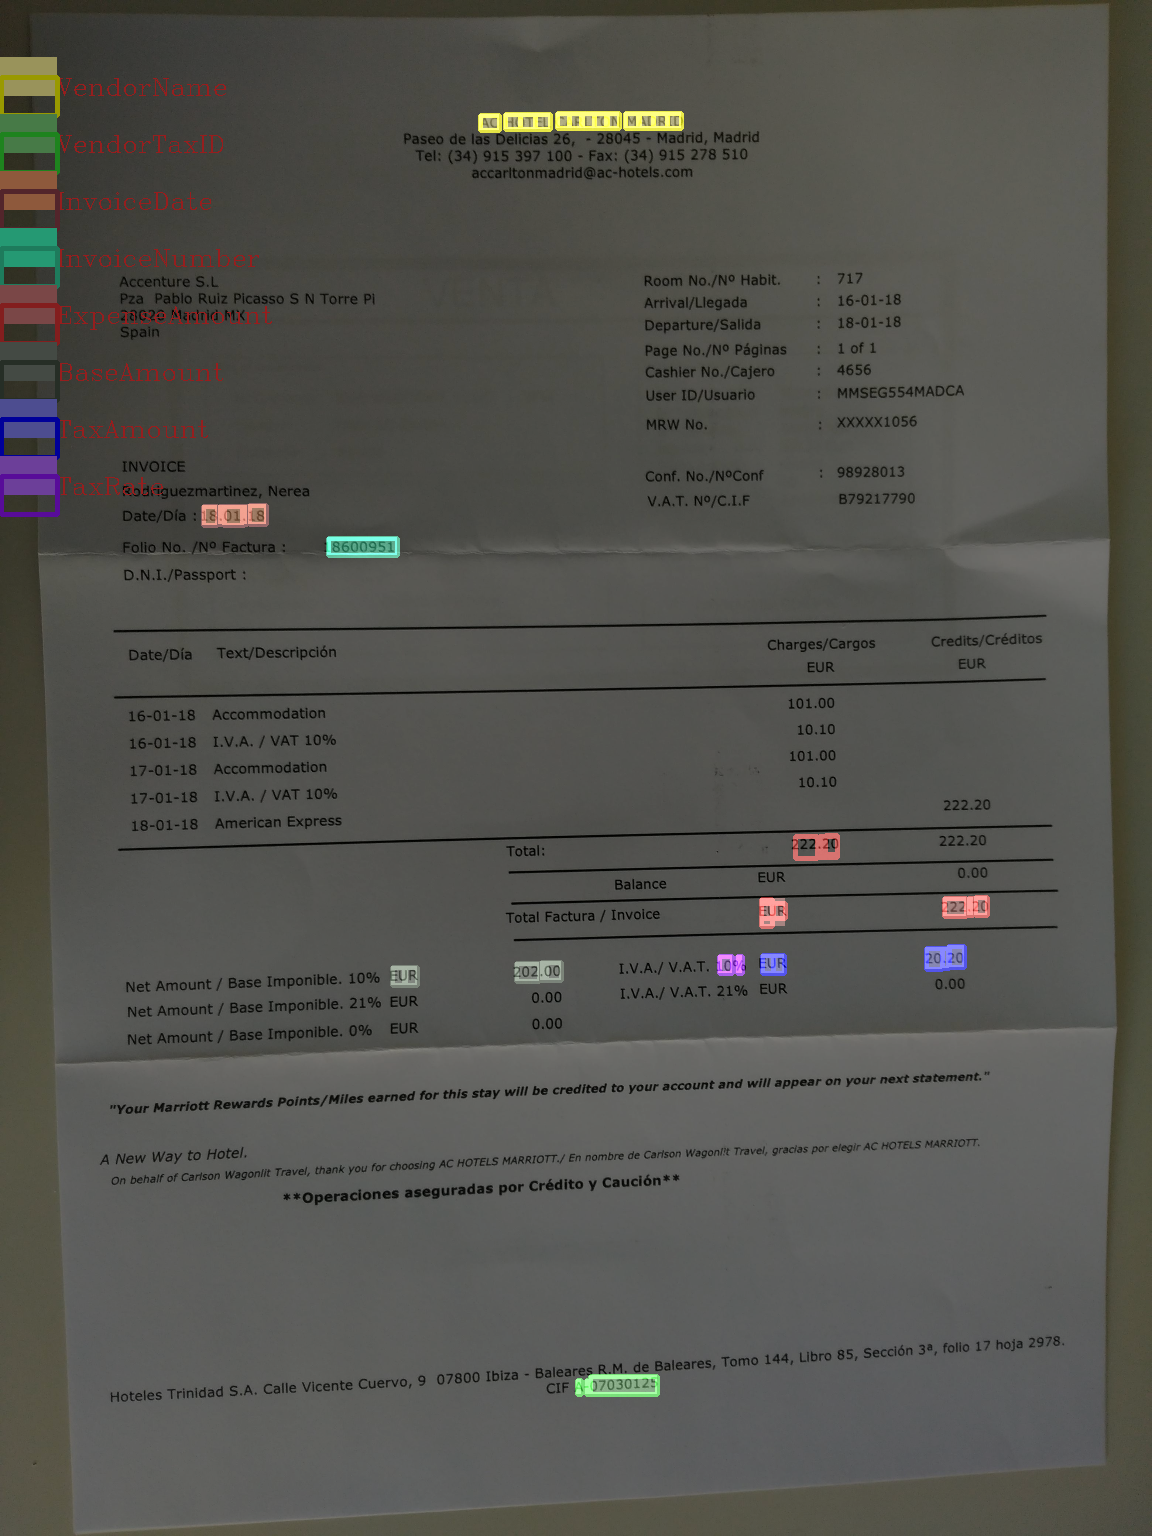 VendorName
VendorTaxID
InvoiceDate
InvoiceNumber
ExpenseAmount
BaseAmount
TaxAmount
TaxRate
AC HOTEL MADRID
Paseo de las Delicias 26, - 28045 - Madrid, Madrid
Tel: (34) 915 397 100 - Fax: (34) 915 278 510
accarltonmadrid@ac-hotels.com
Accenture S.L
Pza Pablo Ruiz Picasso S N Torre Pi
28020 Madrid MX
Spain
Room No./Nº Habit. : 717
Arrival/Llegada : 16-01-18
Departure/Salida : 18-01-18
Page No./Nº Páginas : 1 of 1
Cashier No./Cajero : 4656
User ID/Usuario : MMSEG554MADCA
MRW No. : XXXXX1056
Conf. No./NºConf : 98928013
V.A.T. Nº/C.I.F B79217790
INVOICE
Rodriguezmartinez, Nerea
Date/Día : 18.01.18
Folio No. /Nº Factura : 8600951
D.N.I./Passport :
Date/Día Text/Descripción Charges/Cargos Credits/Créditos
EUR EUR
16-01-18 Accommodation 101.00
16-01-18 I.V.A. / VAT 10% 10.10
17-01-18 Accommodation 101.00
17-01-18 I.V.A. / VAT 10% 10.10
18-01-18 American Express 222.20
Total: 222.20 222.20
Balance EUR 0.00
Total Factura / Invoice EUR 222.20
Net Amount / Base Imponible. 10% EUR 202.00 I.V.A./ V.A.T. 10% EUR 20.20
Net Amount / Base Imponible. 21% EUR 0.00 I.V.A./ V.A.T. 21% EUR 0.00
Net Amount / Base Imponible. 0% EUR 0.00
"Your Marriott Rewards Points/Miles earned for this stay will be credited to your account and will appear on your next statement."
A New Way to Hotel.
On behalf of Carlson Wagonlit Travel, thank you for choosing AC HOTELS MARRIOTT./ En nombre de Carlson Wagonlit Travel, gracias por elegir AC HOTELS MARRIOTT.
**Operaciones aseguradas por Crédito y Caución**
Hoteles Trinidad S.A. Calle Vicente Cuervo, 9 07800 Ibiza - Baleares R.M. de Baleares, Tomo 144, Libro 85, Sección 3ª, folio 17 hoja 2978.
CIF A07030125